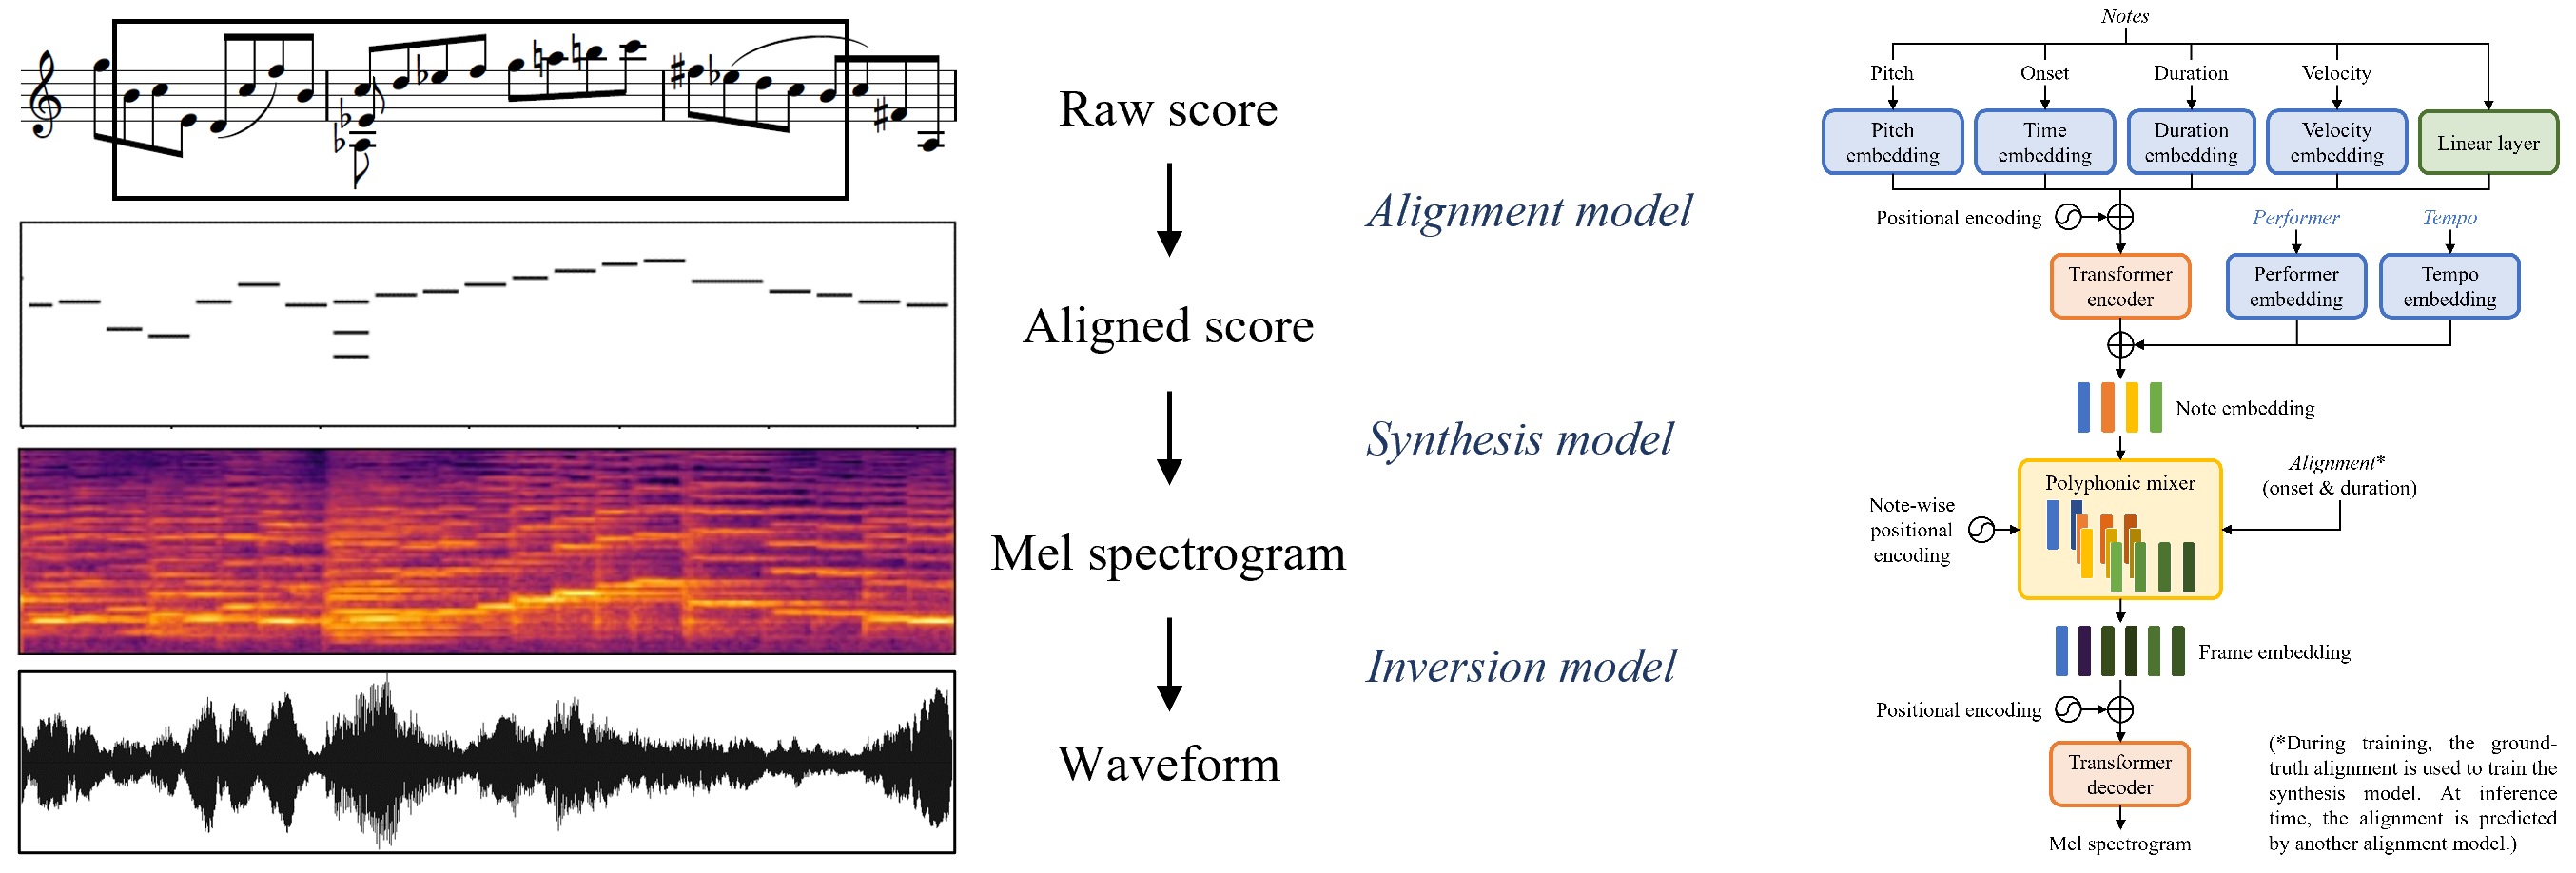 Raw score
Alignment model
Aligned score
Synthesis model
Mel spectrogram
Inversion model
Waveform
Notes
Pitch
Onset
Duration
Velocity
Pitch
embedding
Time
embedding
Duration
embedding
Velocity
embedding
Linear layer
Positional encoding
Performer
Tempo
Transformer
encoder
Performer
embedding
Tempo
embedding
Note embedding
Polyphonic mixer
Alignment*
(onset & duration)
Note-wise
positional
encoding
Frame embedding
Positional encoding
Transformer
decoder
Mel spectrogram
(*During training, the ground-
truth alignment is used to train the
synthesis model. At inference
time, the alignment is predicted
by another alignment model.)